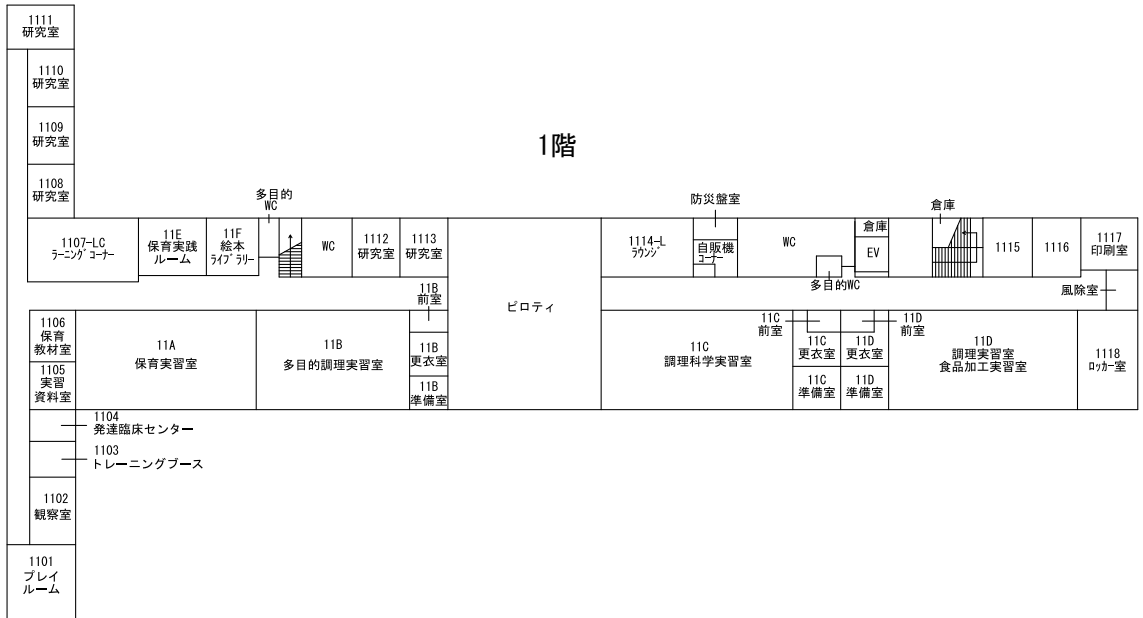 1111
研究室
1110
研究室
1109
研究室
1108
研究室
1階
多目的
WC
防災盤室
倉庫
1107-LC
ラーニングコーナー
11E
保育実践
ルーム
11F
絵本
ライブラリー
WC
1112
研究室
1113
研究室
1114-L
ラウンジ
自販機
コーナー
WC
倉庫
EV
1115
1116
1117
印刷室
多目的WC
風除室
11B
前室
ピロティ
1106
保育
教材室
11A
保育実習室
11B
多目的調理実習室
11B
更衣室
11B
準備室
11C
調理科学実習室
11C
前室
11D
前室
11C
更衣室
11D
更衣室
11C
準備室
11D
準備室
11D
調理実習室
食品加工実習室
1118
ロッカー室
1105
実習
資料室
1104
発達臨床センター
1103
トレーニングブース
1102
観察室
1101
プレイ
ルーム